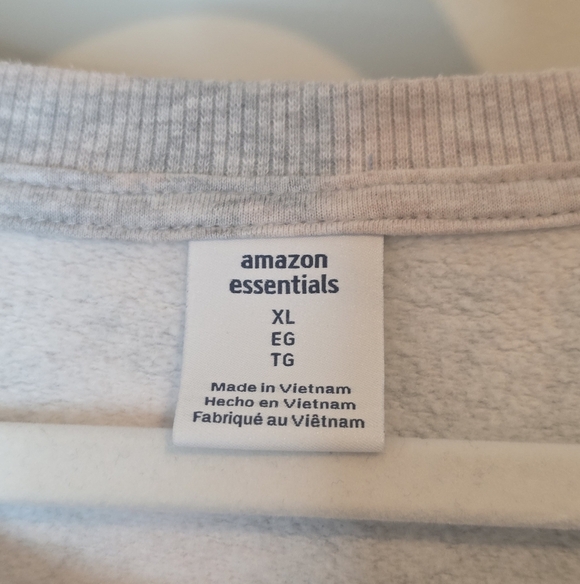 amazon
essentials
XL
EG
TG
Made in Vietnam
Hecho en Vietnam
Fabriqué au Viêtnam